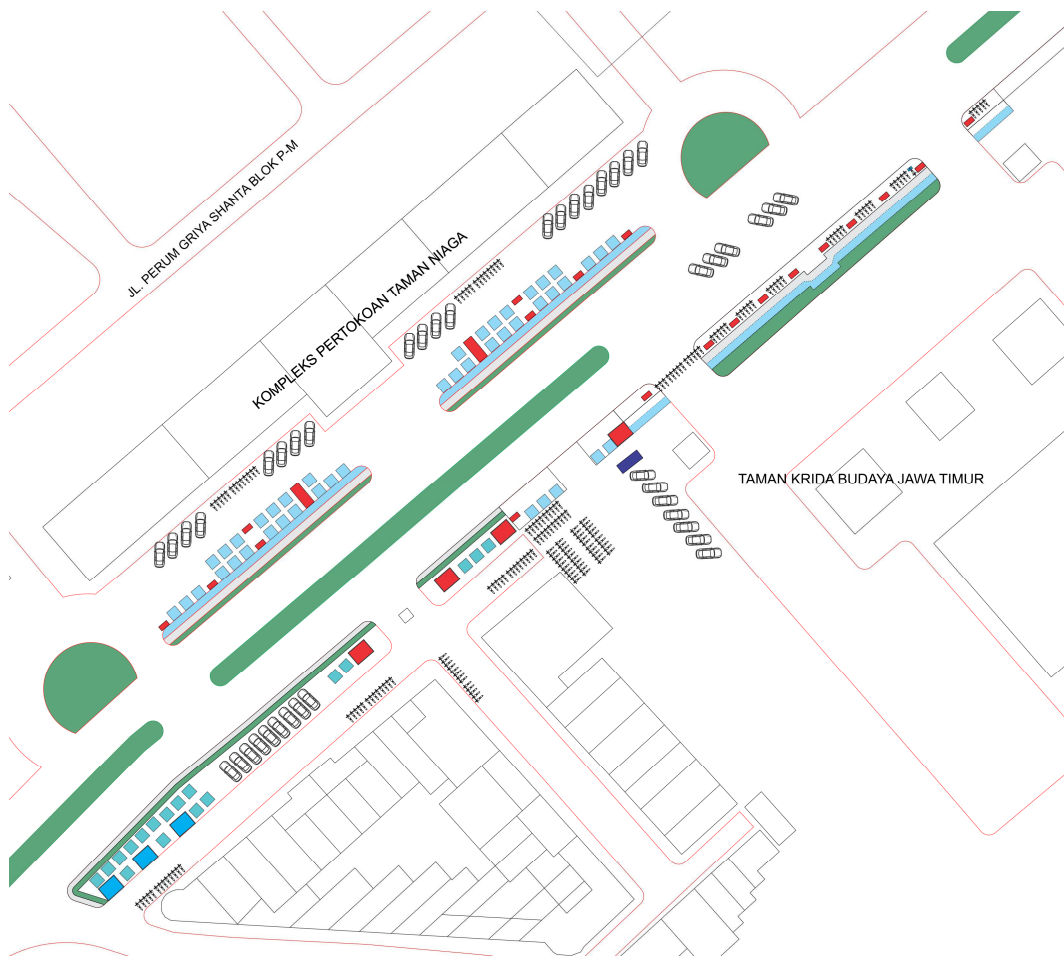 JL. PERUM GRIYA SHANTA BLOK P-M
KOMPLEKS PERTOKOAN TAMAN NIAGA
TAMAN KRIDA BUDAYA JAWA TIMUR